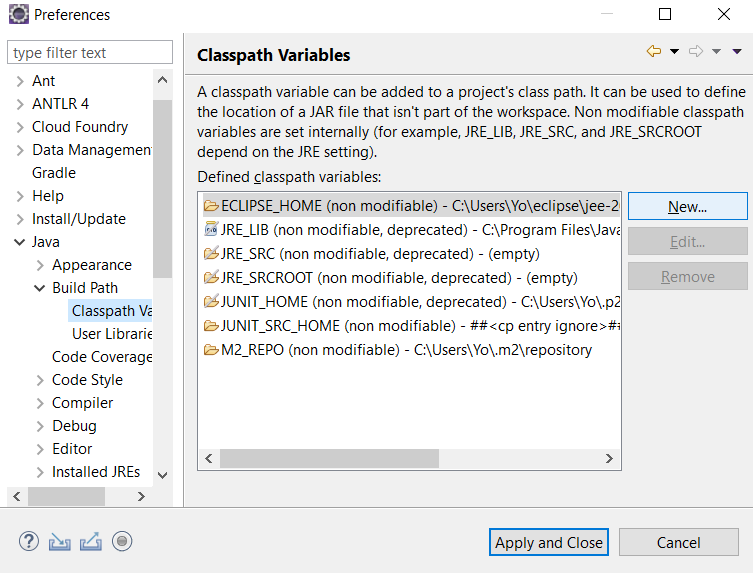 Preferences
type filter text
Ant
ANTLR 4
Cloud Foundry
Data Management
Gradle
Help
Install/Update
Java
Appearance
Build Path
Classpath Va
User Librarie
Code Coverage
Code Style
Compiler
Debug
Editor
Installed JREs
Classpath Variables
A classpath variable can be added to a project's class path. It can be used to define
the location of a JAR file that isn't part of the workspace. Non modifiable classpath
variables are set internally (for example, JRE_LIB, JRE_SRC, and JRE_SRCROOT
depend on the JRE setting).
Defined classpath variables:
ECLIPSE_HOME (non modifiable) - C:\Users\Yo\eclipse\jee-2
JRE_LIB (non modifiable, deprecated) - C:\Program Files\Java
JRE_SRC (non modifiable, deprecated) - (empty)
JRE_SRCROOT (non modifiable, deprecated) - (empty)
JUNIT_HOME (non modifiable, deprecated) - C:\Users\Yo\.p2
JUNIT_SRC_HOME (non modifiable) - ##<cp entry ignore>##
M2_REPO (non modifiable) - C:\Users\Yo\.m2\repository
New...
Edit...
Remove
Apply and Close
Cancel